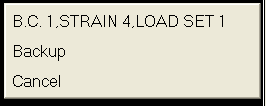 B.C. 1,STRAIN 4,LOAD SET 1
Backup
Cancel